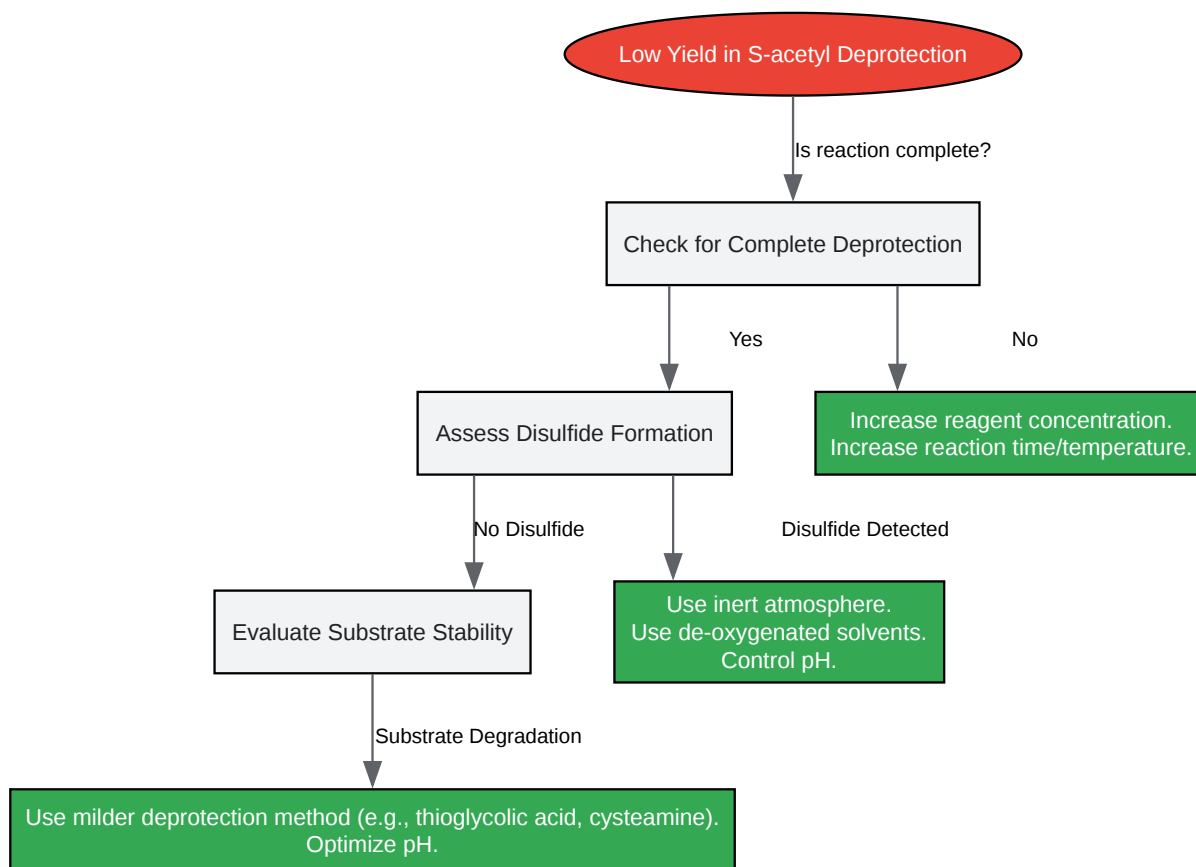 Low Yield in S-acetyl Deprotection
Is reaction complete?
Check for Complete Deprotection
Yes
No
Assess Disulfide Formation
Increase reagent concentration.
Increase reaction time/temperature.
No Disulfide
Disulfide Detected
Evaluate Substrate Stability
Use inert atmosphere.
Use de-oxygenated solvents.
Control pH.
Substrate Degradation
Use milder deprotection method (e.g., thioglycolic acid, cysteamine).
Optimize pH.